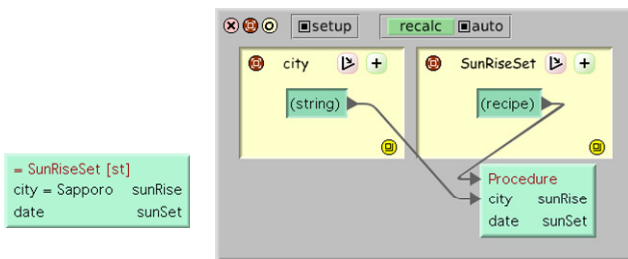 = SunRiseSet [st]
city = Sapporo sunRise
date sunSet
setup recalc auto
city SunRiseSet
(string) (recipe)
Procedure
city sunRise
date sunSet